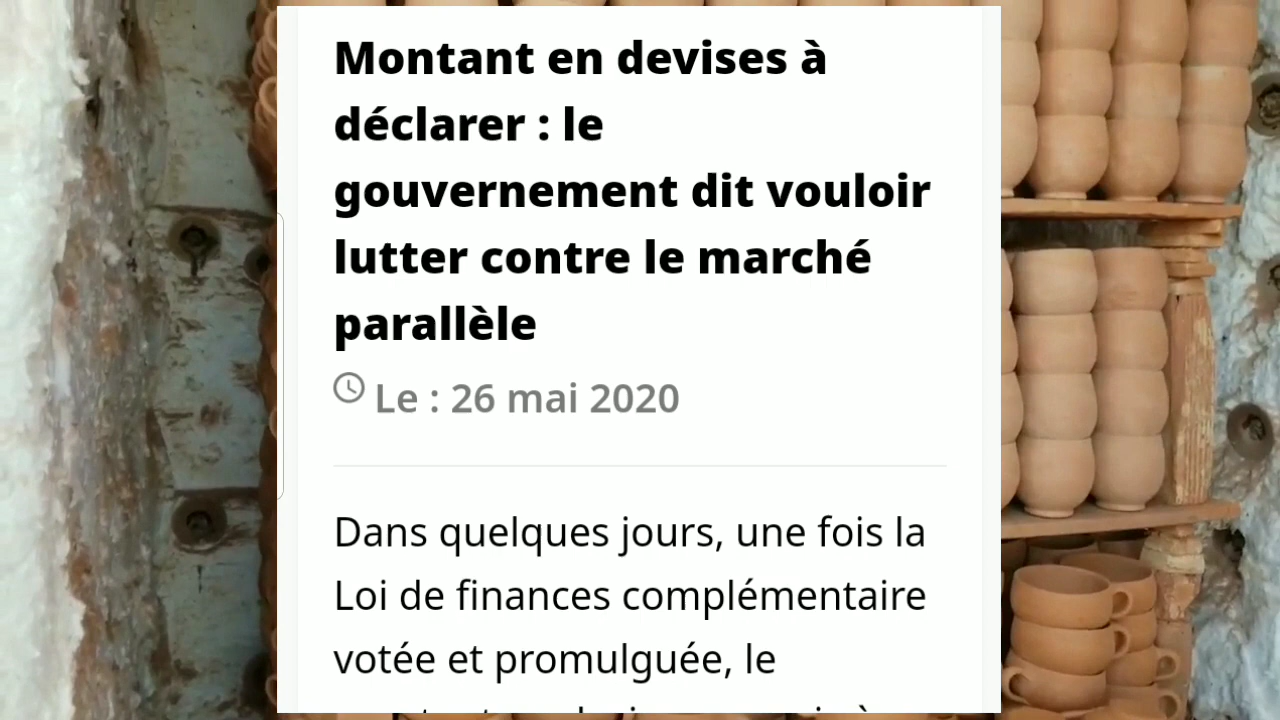 Montant en devises à
déclarer : le
gouvernement dit vouloir
lutter contre le marché
parallèle
Le : 26 mai 2020
Dans quelques jours, une fois la
Loi de finances complémentaire
votée et promulguée, le